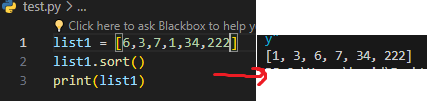 test.py > ...
Click here to ask Blackbox to help y
1 list1 = [6,3,7,1,34,222]
2 list1.sort()
3 print(list1)
y
[1, 3, 6, 7, 34, 222]